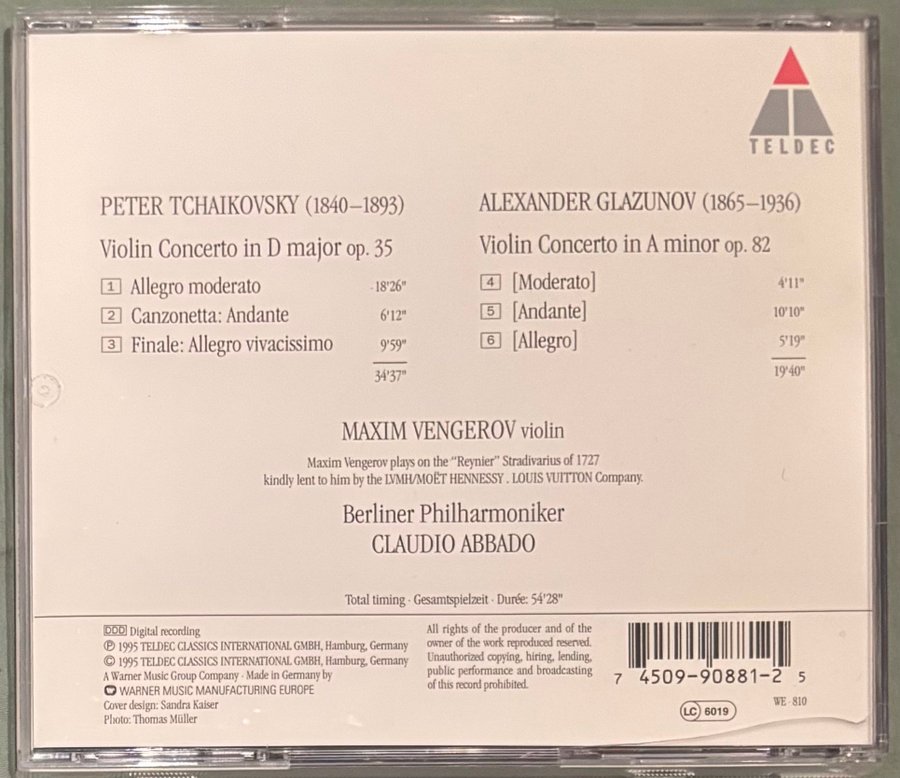 TELDEC
PETER TCHAIKOVSKY (1840–1893)
Violin Concerto in D major op. 35
1 Allegro moderato 18'26"
2 Canzonetta: Andante 6'12"
3 Finale: Allegro vivacissimo 9'59"
34'37"
ALEXANDER GLAZUNOV (1865–1936)
Violin Concerto in A minor op. 82
4 [Moderato] 4'11"
5 [Andante] 10'10"
6 [Allegro] 5'19"
19'40"
MAXIM VENGEROV violin
Maxim Vengerov plays on the "Reynier" Stradivarius of 1727
kindly lent to him by the LVMH/MOËT HENNESSY . LOUIS VUITTON Company.
Berliner Philharmoniker
CLAUDIO ABBADO
Total timing · Gesamtspielzeit · Durée: 54'28"
DDD Digital recording
℗ 1995 TELDEC CLASSICS INTERNATIONAL GMBH, Hamburg, Germany
© 1995 TELDEC CLASSICS INTERNATIONAL GMBH, Hamburg, Germany
A Warner Music Group Company · Made in Germany by
WARNER MUSIC MANUFACTURING EUROPE
Cover design: Sandra Kaiser
Photo: Thomas Müller
All rights of the producer and of the
owner of the work reproduced reserved.
Unauthorized copying, hiring, lending,
public performance and broadcasting
of this record prohibited.
7 45099-0881-2 5
WE 810
LC 6019